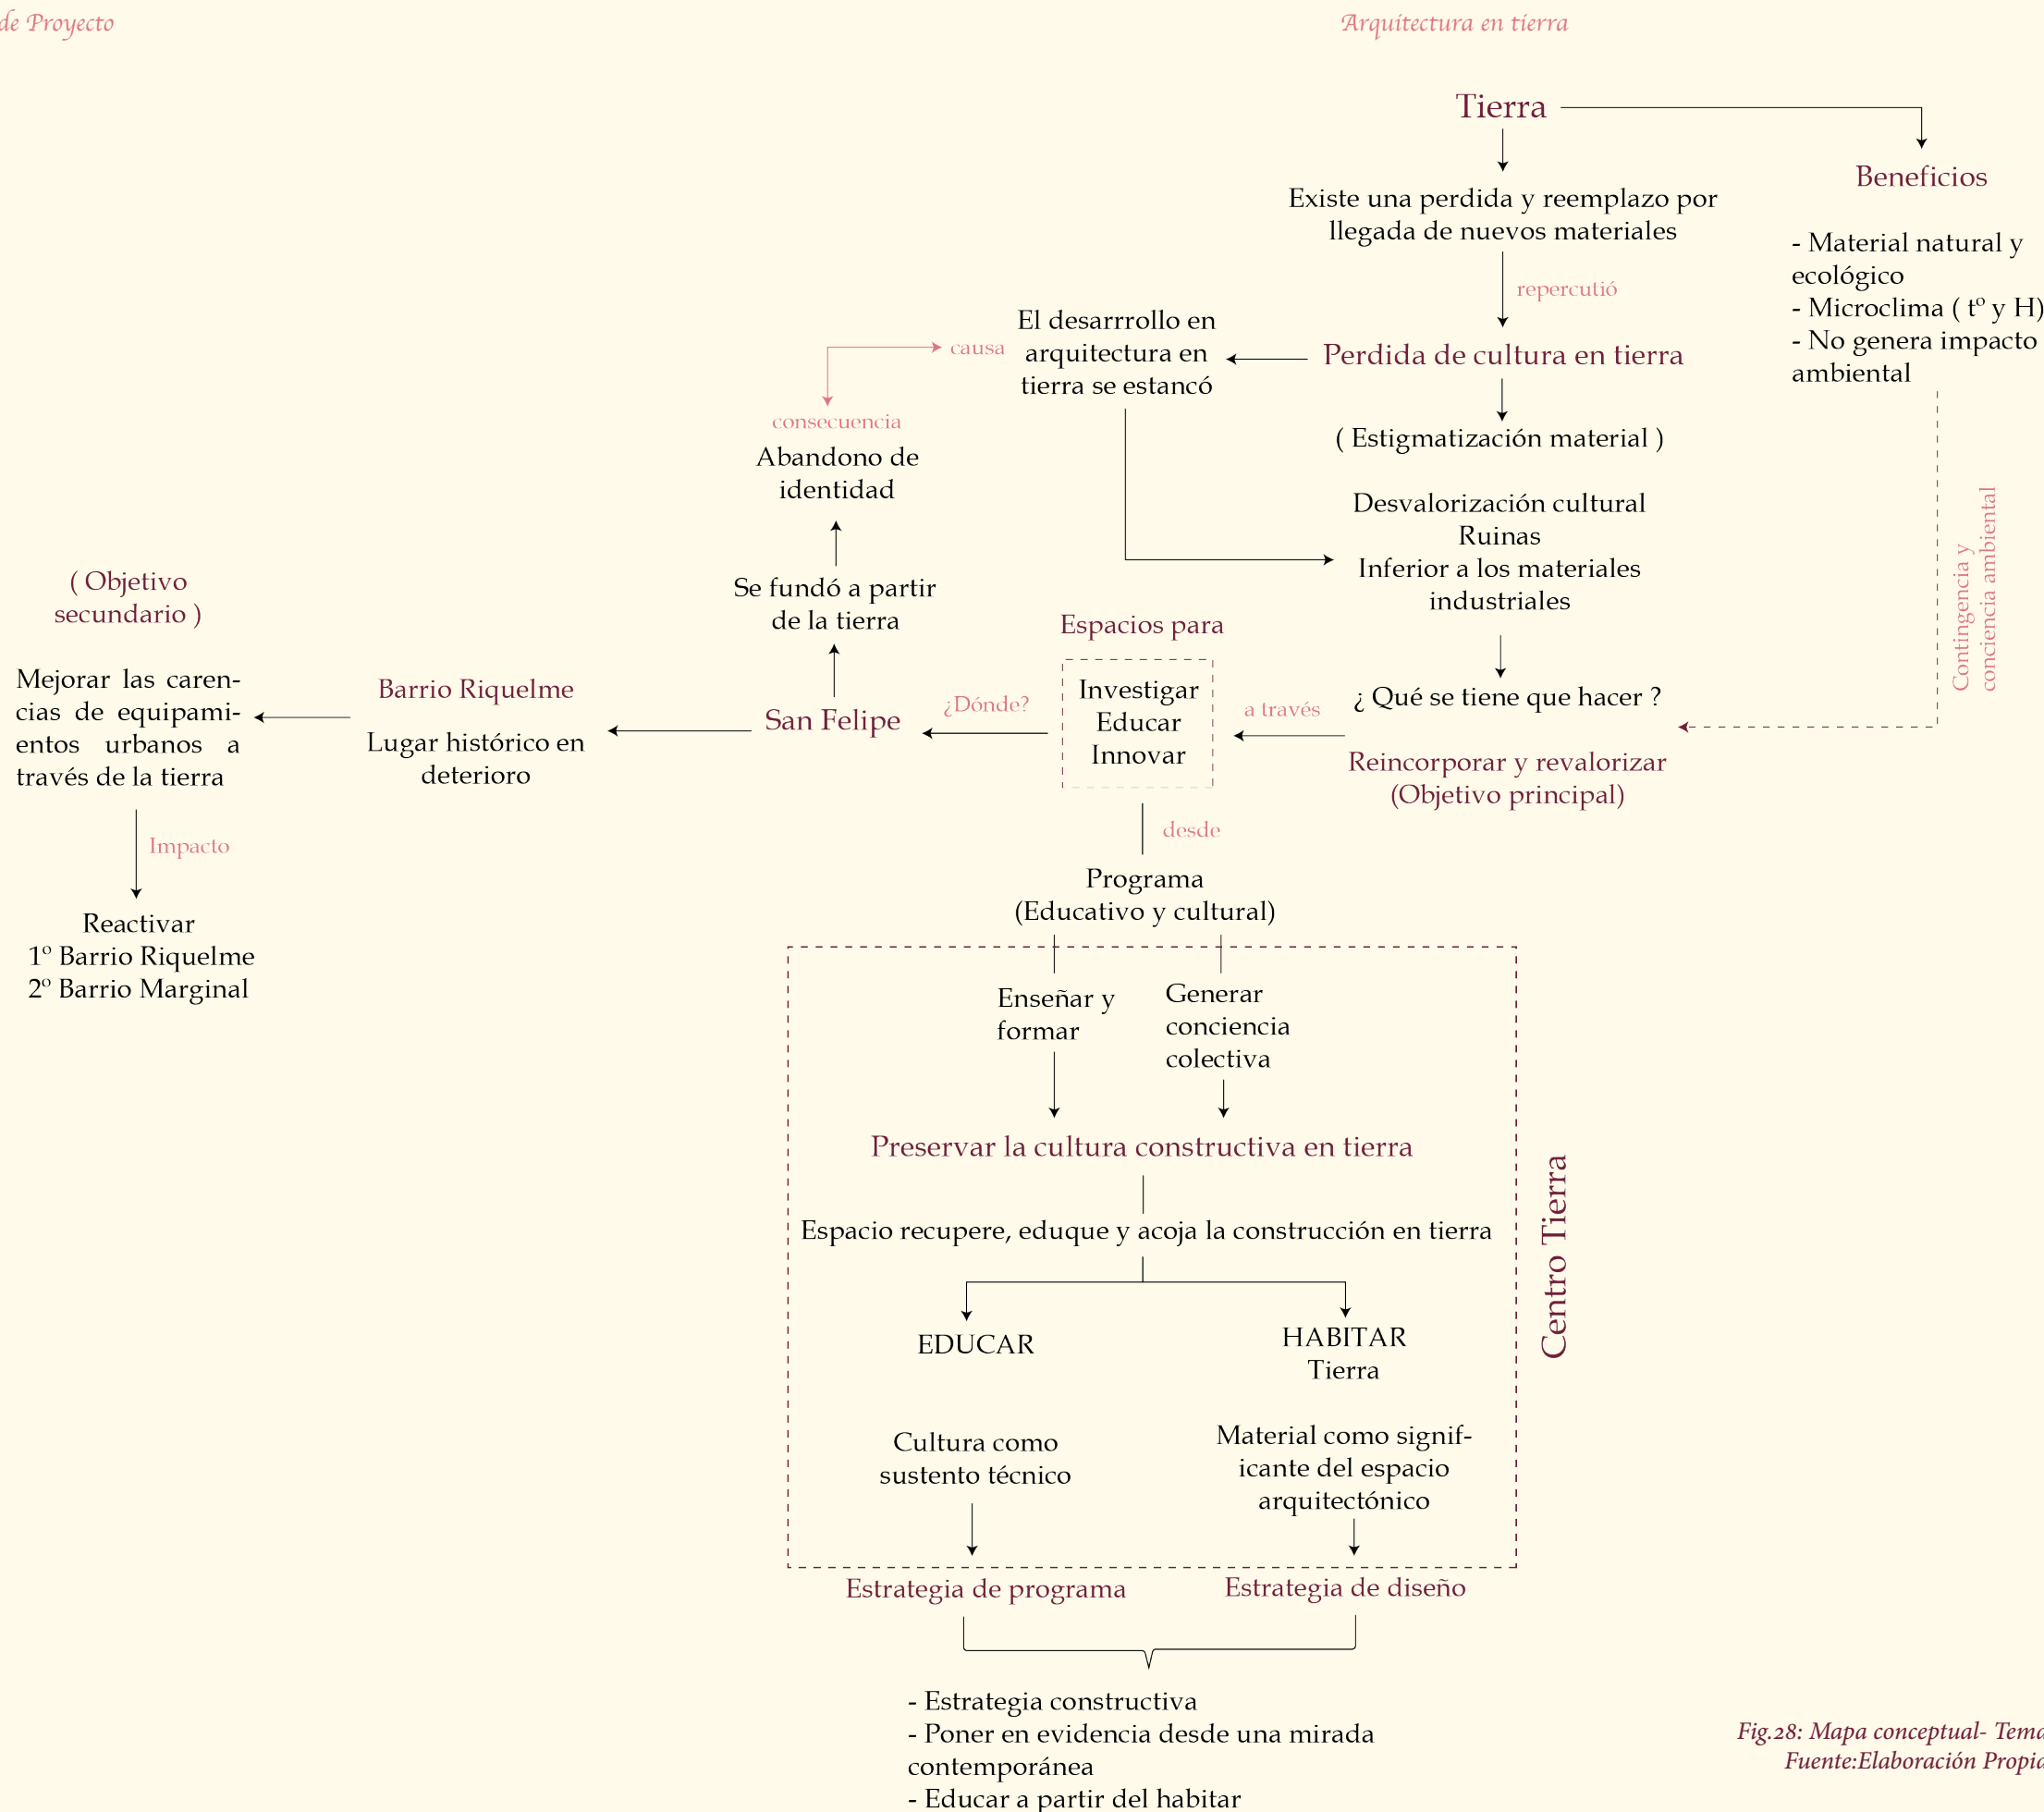 de Proyecto
Arquitectura en tierra
Tierra
Beneficios
Existe una perdida y reemplazo por
llegada de nuevos materiales
- Material natural y
ecológico
- Microclima ( tº y H)
- No genera impacto
ambiental
repercutió
Perdida de cultura en tierra
El desarrrollo en
arquitectura en
tierra se estancó
causa
consecuencia
Abandono de
identidad
( Estigmatización material )
Desvalorización cultural
Ruinas
Inferior a los materiales
industriales
Contingencia y
conciencia ambiental
Se fundó a partir
de la tierra
( Objetivo
secundario )
Mejorar las caren-
cias de equipami-
entos urbanos a
través de la tierra
Barrio Riquelme
Lugar histórico en
deterioro
San Felipe
¿Dónde?
Espacios para
Investigar
Educar
Innovar
a través
¿ Qué se tiene que hacer ?
Reincorporar y revalorizar
(Objetivo principal)
Impacto
Reactivar
1º Barrio Riquelme
2º Barrio Marginal
desde
Programa
(Educativo y cultural)
Enseñar y
formar
Generar
conciencia
colectiva
Preservar la cultura constructiva en tierra
Espacio recupere, eduque y acoja la construcción en tierra
Centro Tierra
EDUCAR
HABITAR
Tierra
Cultura como
sustento técnico
Material como signif-
icante del espacio
arquitectónico
Estrategia de programa
Estrategia de diseño
- Estrategia constructiva
- Poner en evidencia desde una mirada
contemporánea
- Educar a partir del habitar
Fig.28: Mapa conceptual- Tema
Fuente:Elaboración Propia